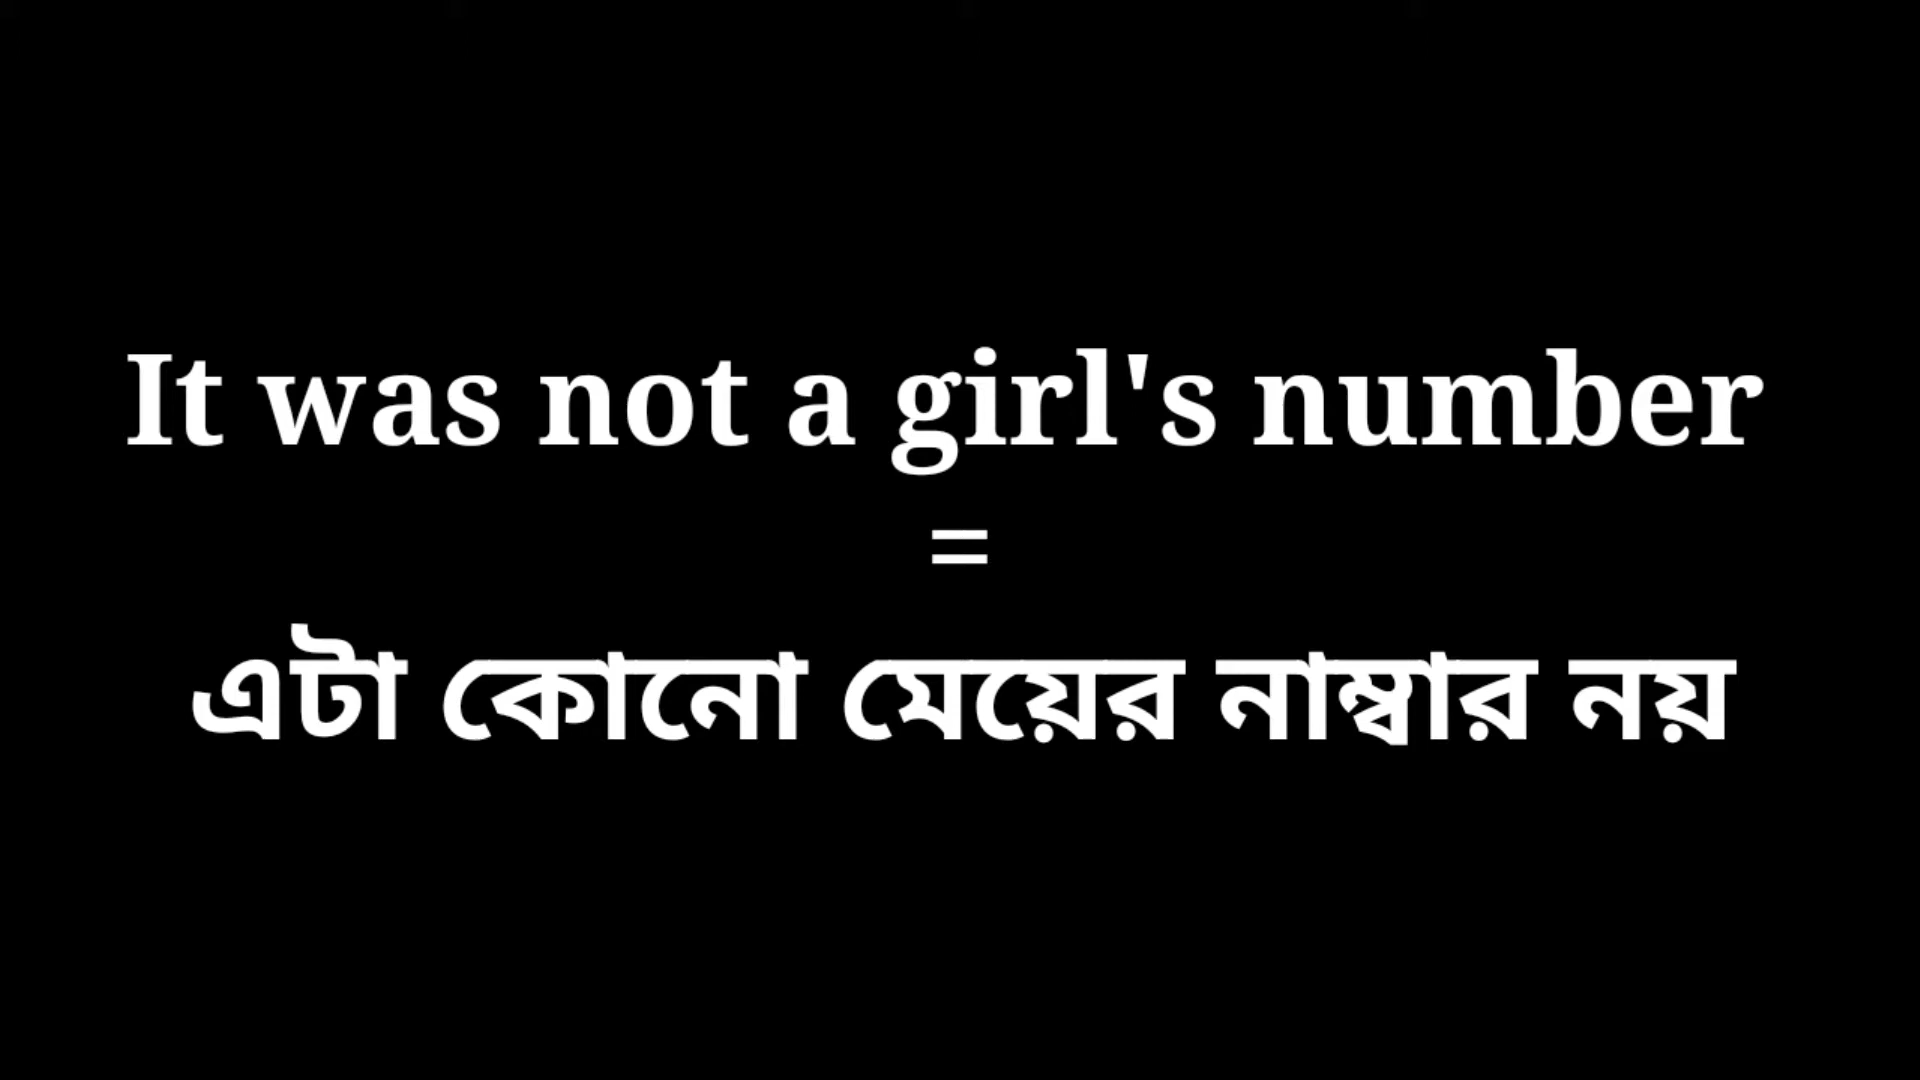 It was not a girl's number
=
এটা কোনো মেয়ের নাম্বার নয়